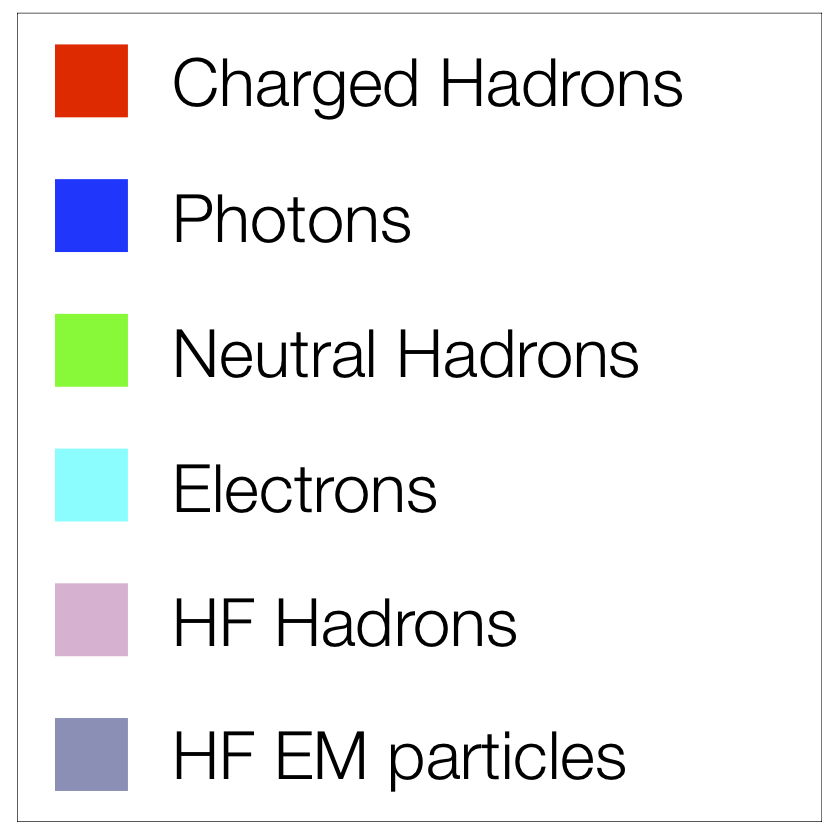 Charged Hadrons
Photons
Neutral Hadrons
Electrons
HF Hadrons
HF EM particles